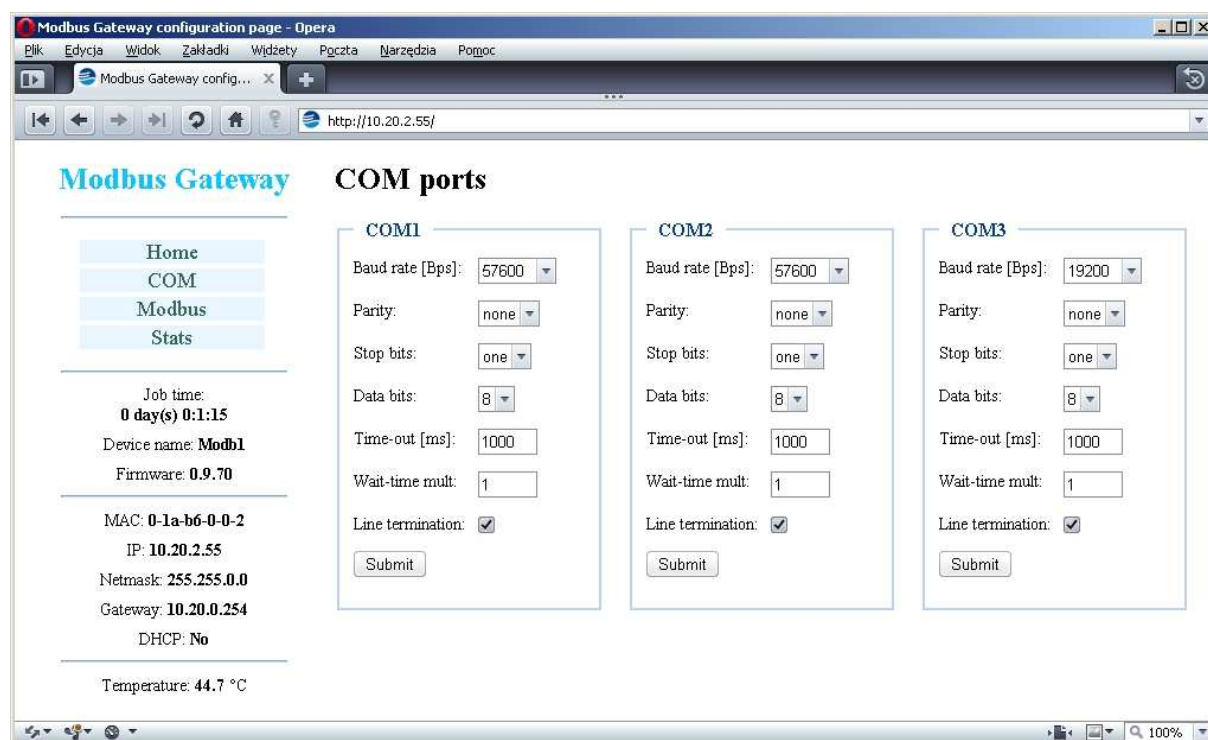 Modbus Gateway configuration page - Opera
Plik Edycja Widok Zakładki Widżety Poczta Narzędzia Pomoc
Modbus Gateway config...
http://10.20.2.55/
Modbus Gateway
Home
COM
Modbus
Stats
Job time:
0 day(s) 0:1:15
Device name: Modb1
Firmware: 0.9.70
MAC: 0-1a-b6-0-0-2
IP: 10.20.2.55
Netmask: 255.255.0.0
Gateway: 10.20.0.254
DHCP: No
Temperature: 44.7 °C
COM ports
COM1
Baud rate [Bps]: 57600
Parity: none
Stop bits: one
Data bits: 8
Time-out [ms]: 1000
Wait-time mult: 1
Line termination:
Submit
COM2
Baud rate [Bps]: 57600
Parity: none
Stop bits: one
Data bits: 8
Time-out [ms]: 1000
Wait-time mult: 1
Line termination:
Submit
COM3
Baud rate [Bps]: 19200
Parity: none
Stop bits: one
Data bits: 8
Time-out [ms]: 1000
Wait-time mult: 1
Line termination:
Submit
100%